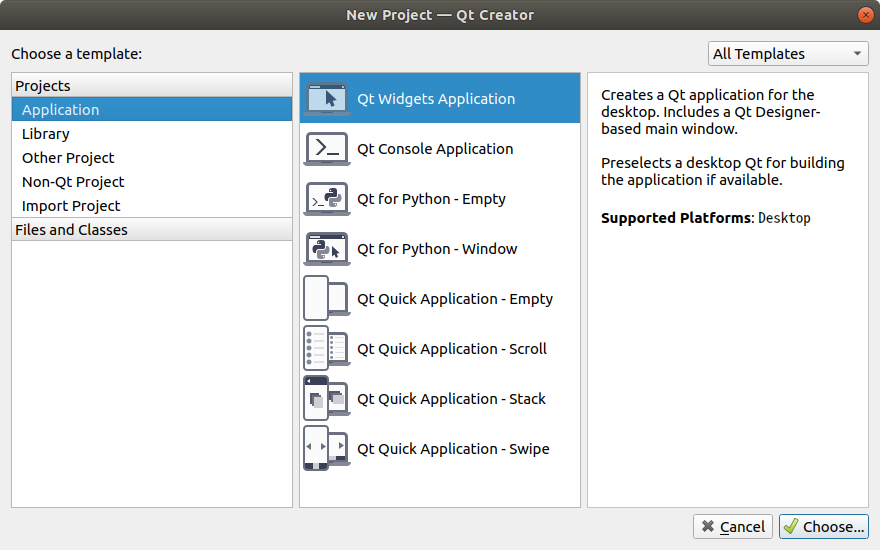 New Project — Qt Creator
Choose a template:
All Templates
Projects
Application
Library
Other Project
Non-Qt Project
Import Project
Files and Classes
Qt Widgets Application
Qt Console Application
Qt for Python - Empty
Qt for Python - Window
Qt Quick Application - Empty
Qt Quick Application - Scroll
Qt Quick Application - Stack
Qt Quick Application - Swipe
Creates a Qt application for the
desktop. Includes a Qt Designer-
based main window.
Preselects a desktop Qt for building
the application if available.
Supported Platforms: Desktop
Cancel
Choose...